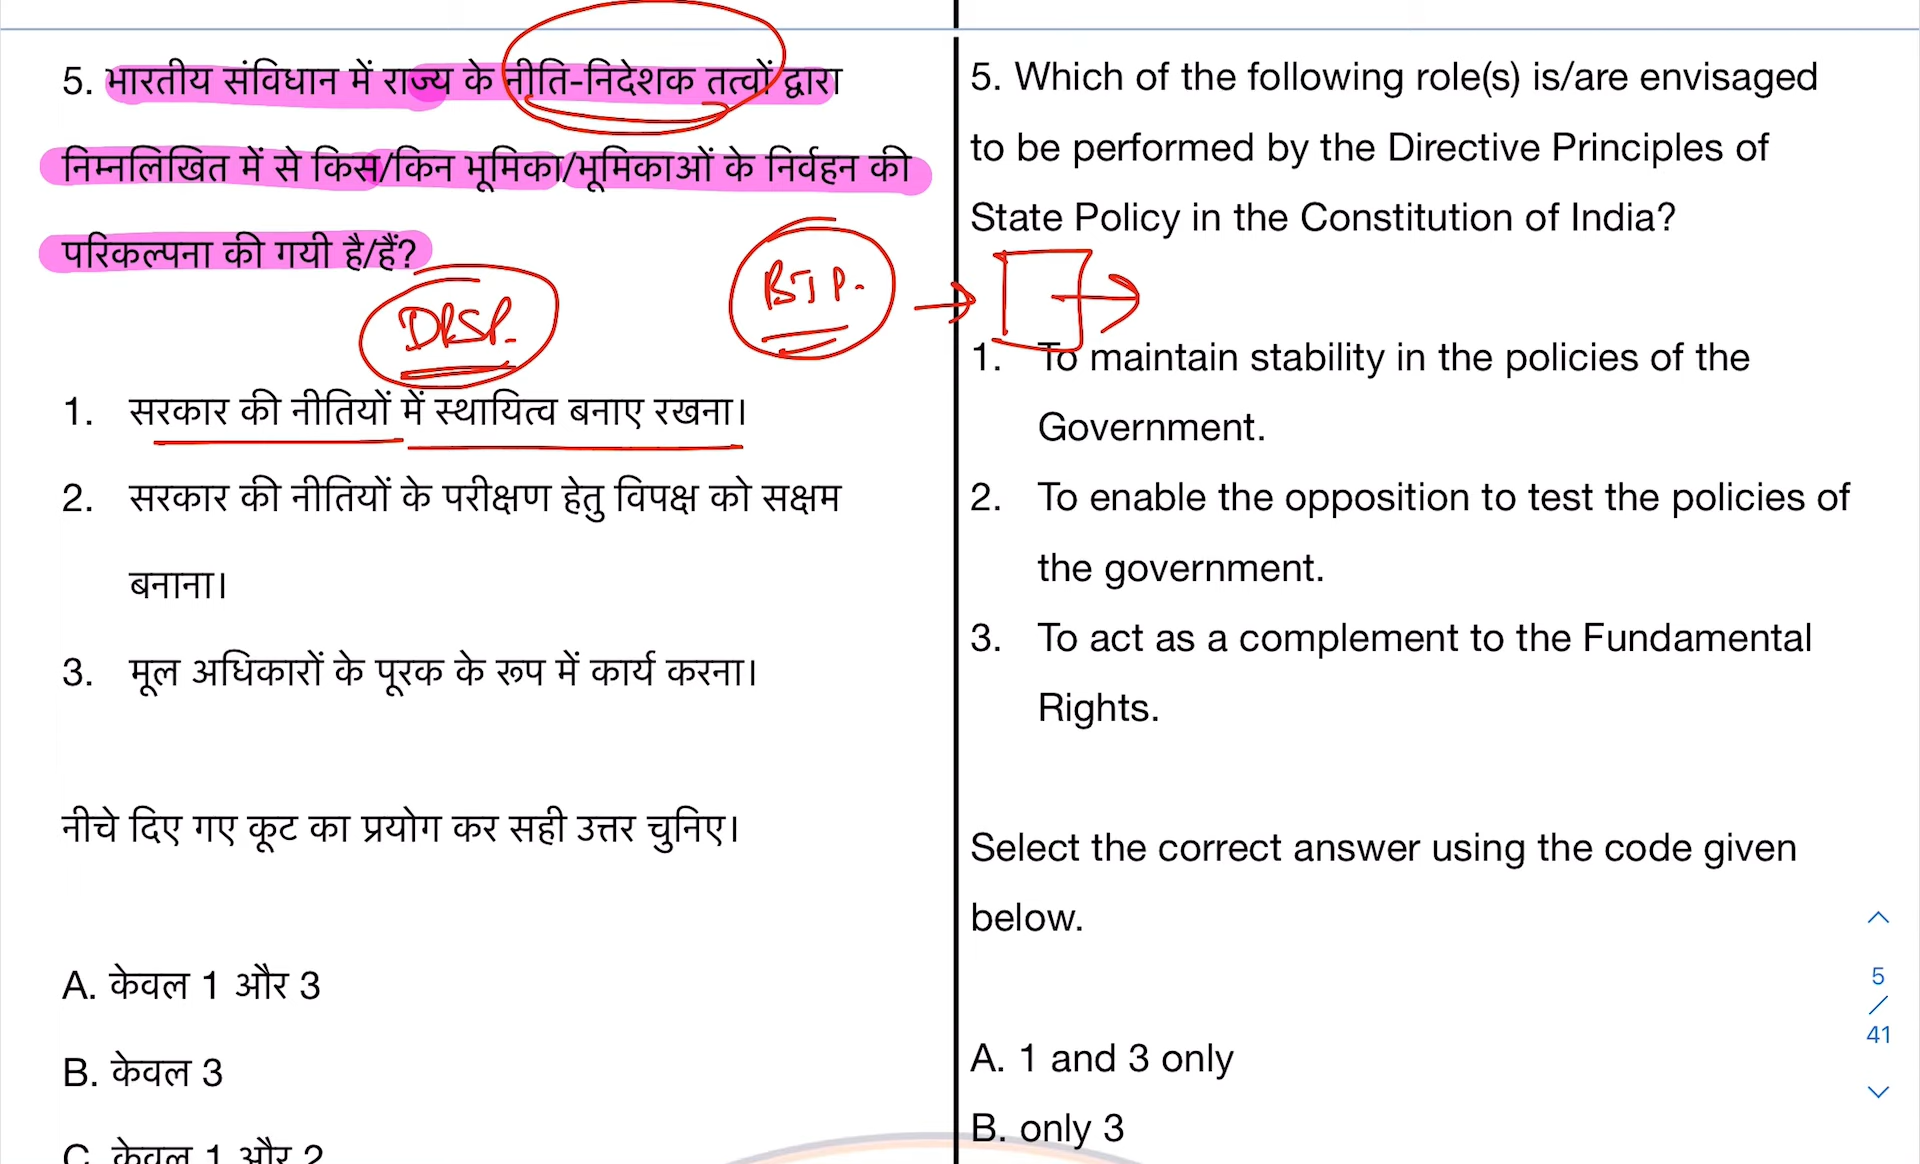 5. भारतीय संविधान में राज्य के नीति-निदेशक तत्वों द्वारा
निम्नलिखित में से किस/किन भूमिका/भूमिकाओं के निर्वहन की
परिकल्पना की गयी है/हैं?
DPSP.
BJP.
1. सरकार की नीतियों में स्थायित्व बनाए रखना।
2. सरकार की नीतियों के परीक्षण हेतु विपक्ष को सक्षम
बनाना।
3. मूल अधिकारों के पूरक के रूप में कार्य करना।
नीचे दिए गए कूट का प्रयोग कर सही उत्तर चुनिए।
A. केवल 1 और 3
B. केवल 3
C. केवल 1 और 2
5. Which of the following role(s) is/are envisaged
to be performed by the Directive Principles of
State Policy in the Constitution of India?
1. To maintain stability in the policies of the
Government.
2. To enable the opposition to test the policies of
the government.
3. To act as a complement to the Fundamental
Rights.
Select the correct answer using the code given
below.
A. 1 and 3 only
B. only 3
5
/
41